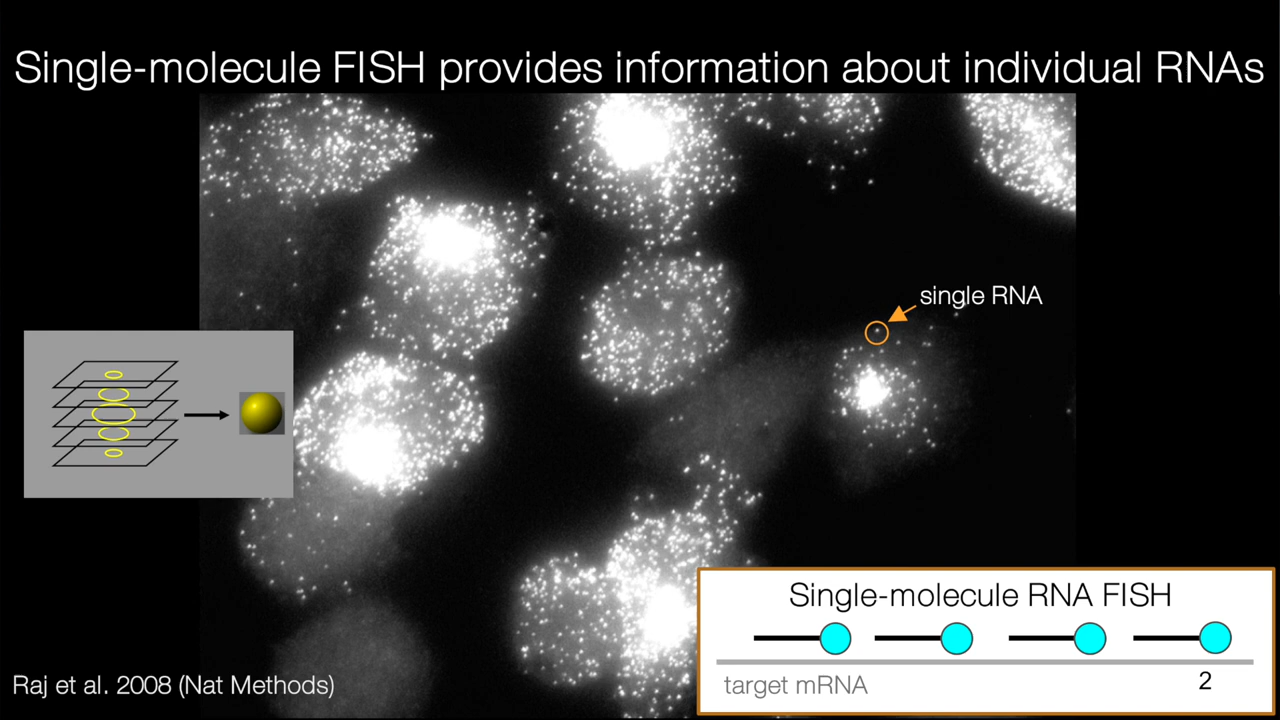 Single-molecule FISH provides information about individual RNAs
single RNA
Single-molecule RNA FISH
target mRNA
2
Raj et al. 2008 (Nat Methods)